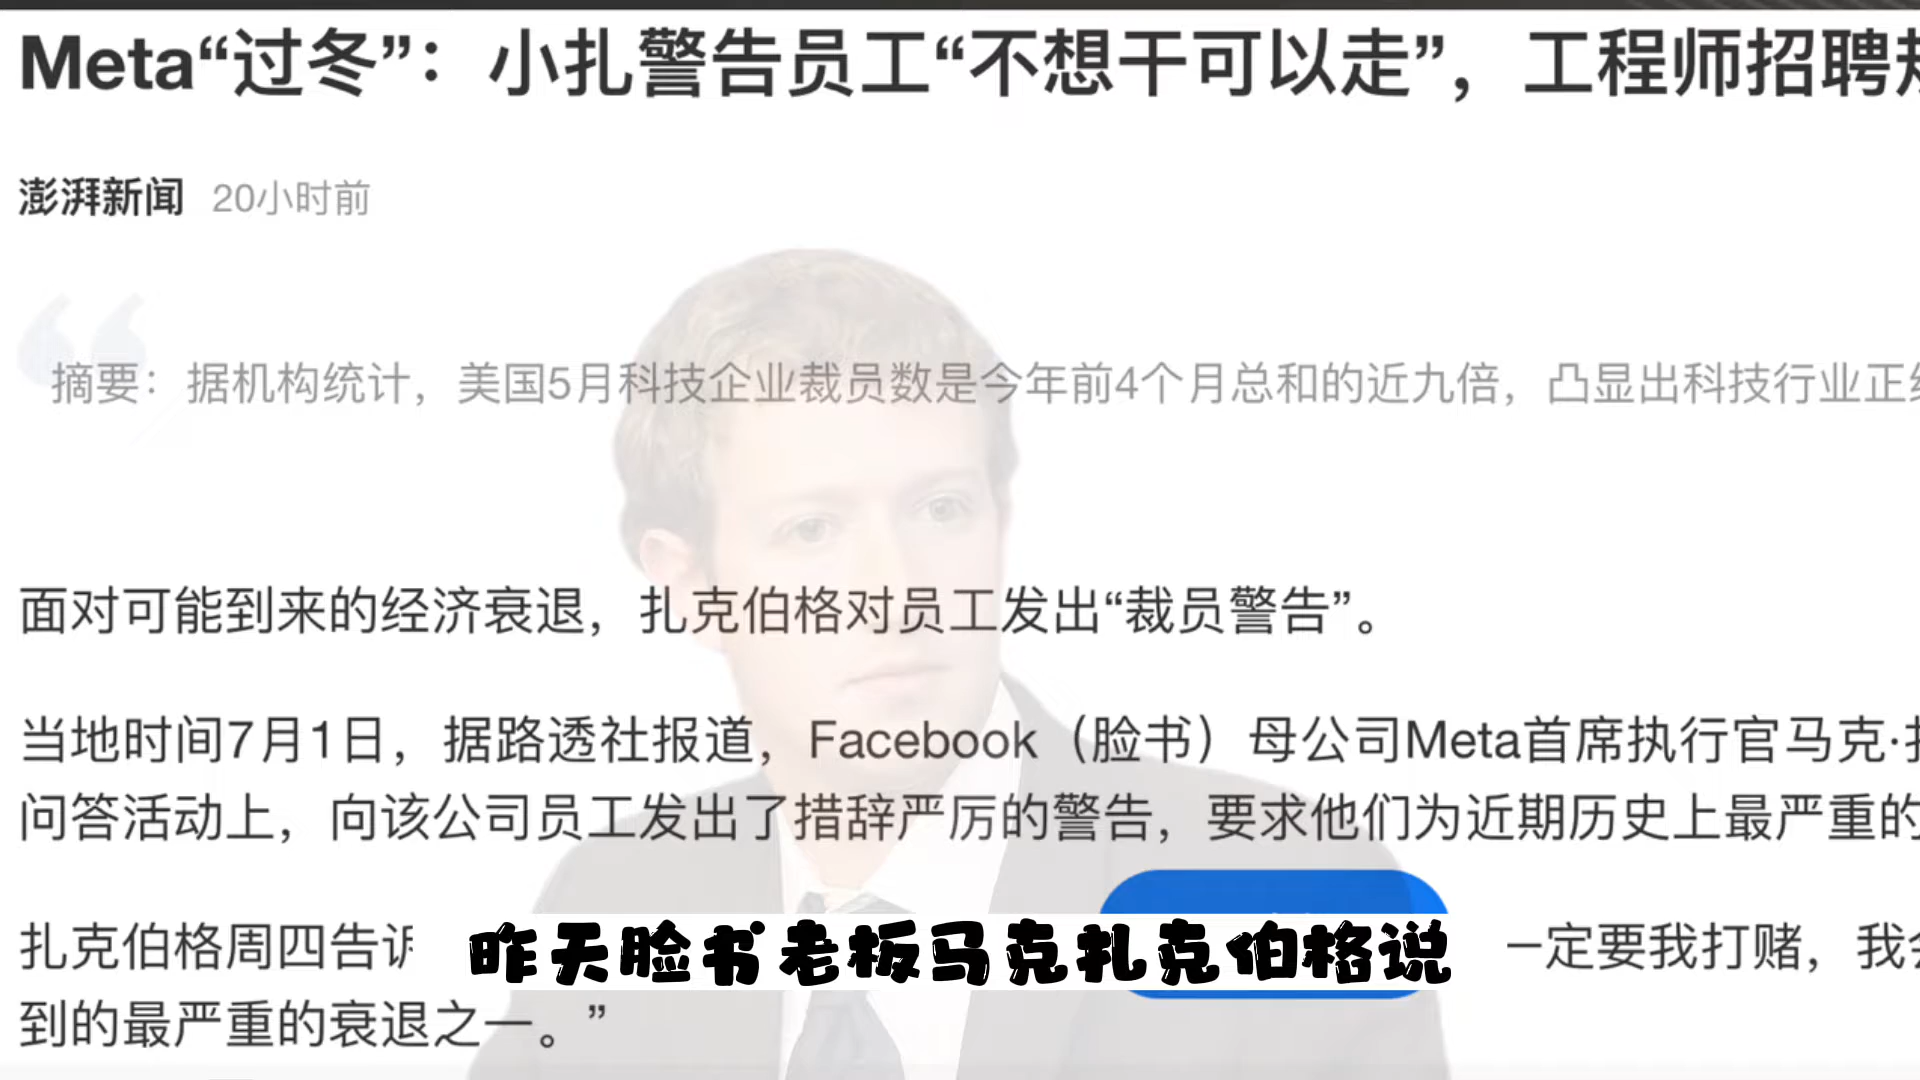 Meta“过冬”：小扎警告员工“不想干可以走”，工程师招聘规
澎湃新闻 20小时前
摘要：据机构统计，美国5月科技企业裁员数是今年前4个月总和的近九倍，凸显出科技行业正经
面对可能到来的经济衰退，扎克伯格对员工发出“裁员警告”。
当地时间7月1日，据路透社报道，Facebook（脸书）母公司Meta首席执行官马克·扎
问答活动上，向该公司员工发出了措辞严厉的警告，要求他们为近期历史上最严重的
扎克伯格周四告诉 一定要我打赌，我会
昨天脸书老板马克扎克伯格说
到的最严重的衰退之一。”